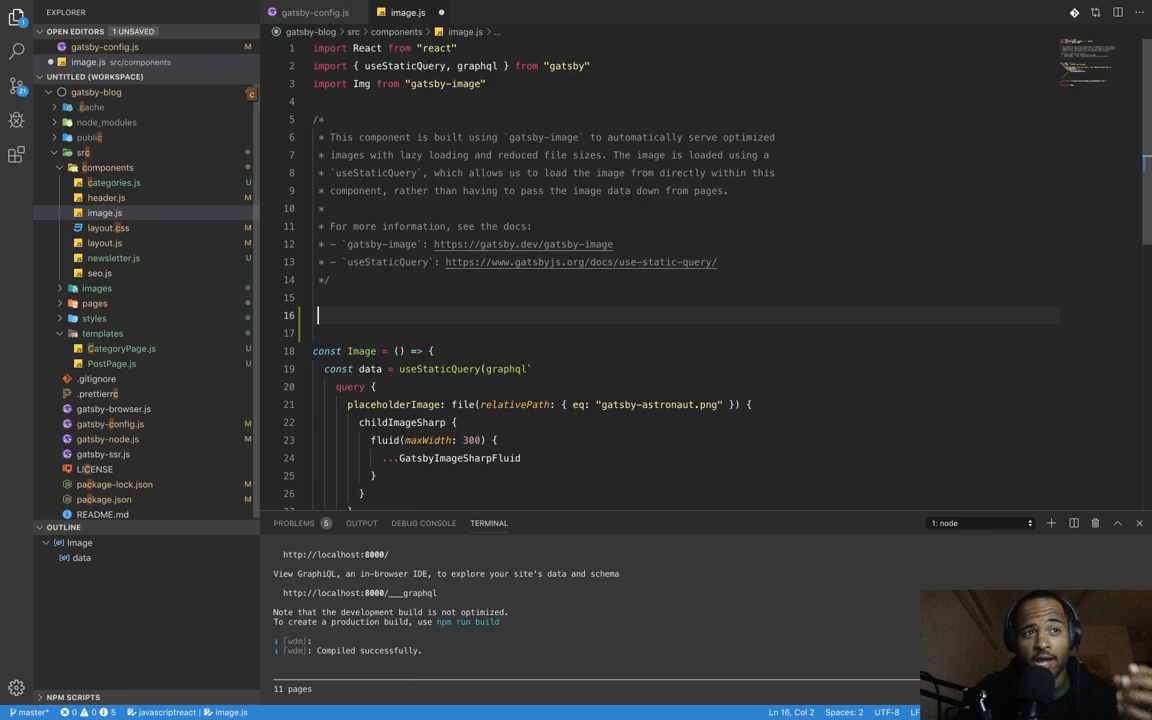 EXPLORER
OPEN EDITORS 1 UNSAVED
gatsby-config.js M
image.js src/components
UNTITLED (WORKSPACE)
gatsby-blog
.cache
node_modules
public
src
components
categories.js U
header.js M
image.js
layout.css M
layout.js M
newsletter.js U
seo.js
images
pages
styles
templates
CategoryPage.js U
PostPage.js U
.gitignore
.prettierrc
gatsby-browser.js
gatsby-config.js M
gatsby-node.js M
gatsby-ssr.js
LICENSE
package-lock.json M
package.json M
README.md
OUTLINE
Image
data
NPM SCRIPTS
1
21
gatsby-config.js image.js
gatsby-blog > src > components > image.js > ...
1 import React from "react"
2 import { useStaticQuery, graphql } from "gatsby"
3 import Img from "gatsby-image"
4
5 /*
6 * This component is built using `gatsby-image` to automatically serve optimized
7 * images with lazy loading and reduced file sizes. The image is loaded using a
8 * `useStaticQuery`, which allows us to load the image from directly within this
9 * component, rather than having to pass the image data down from pages.
10 *
11 * For more information, see the docs:
12 * - `gatsby-image`: https://gatsby.dev/gatsby-image
13 * - `useStaticQuery`: https://www.gatsbyjs.org/docs/use-static-query/
14 */
15
16
17
18 const Image = () => {
19 const data = useStaticQuery(graphql`
20 query {
21 placeholderImage: file(relativePath: { eq: "gatsby-astronaut.png" }) {
22 childImageSharp {
23 fluid(maxWidth: 300) {
24 ...GatsbyImageSharpFluid
25 }
26 }
PROBLEMS 5 OUTPUT DEBUG CONSOLE TERMINAL 1: node
http://localhost:8000/
View GraphiQL, an in-browser IDE, to explore your site's data and schema
http://localhost:8000/___graphql
Note that the development build is not optimized.
To create a production build, use npm run build
i ｢wdm｣:
i ｢wdm｣: Compiled successfully.
11 pages
master* 0 0 5 javascriptreact image.js Ln 16, Col 2 Spaces: 2 UTF-8 LF